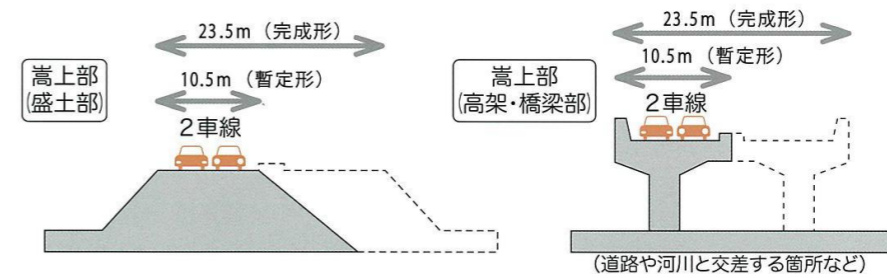 23.5m（完成形）
10.5m（暫定形）
2車線
嵩上部
(盛土部)
23.5m（完成形）
10.5m（暫定形）
2車線
嵩上部
(高架・橋梁部)
(道路や河川と交差する箇所など)